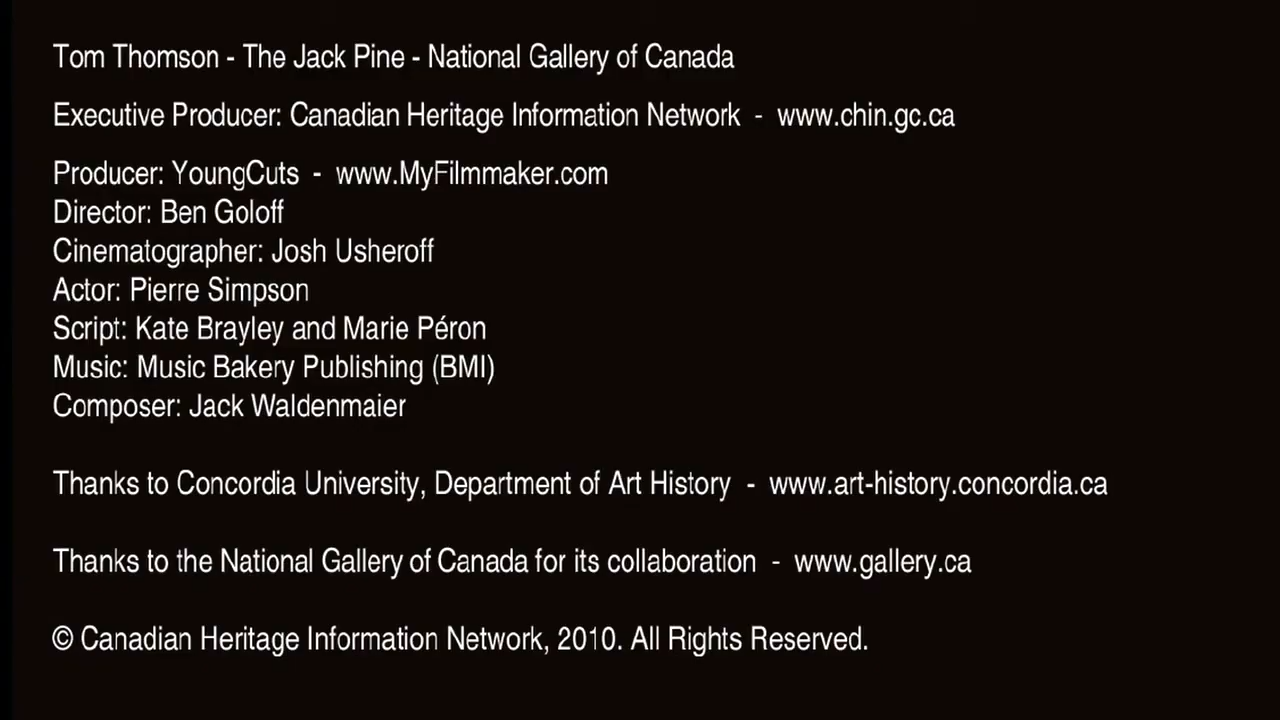 Tom Thomson - The Jack Pine - National Gallery of Canada
Executive Producer: Canadian Heritage Information Network - www.chin.gc.ca
Producer: YoungCuts - www.MyFilmmaker.com
Director: Ben Goloff
Cinematographer: Josh Usheroff
Actor: Pierre Simpson
Script: Kate Brayley and Marie Péron
Music: Music Bakery Publishing (BMI)
Composer: Jack Waldenmaier
Thanks to Concordia University, Department of Art History - www.art-history.concordia.ca
Thanks to the National Gallery of Canada for its collaboration - www.gallery.ca
© Canadian Heritage Information Network, 2010. All Rights Reserved.